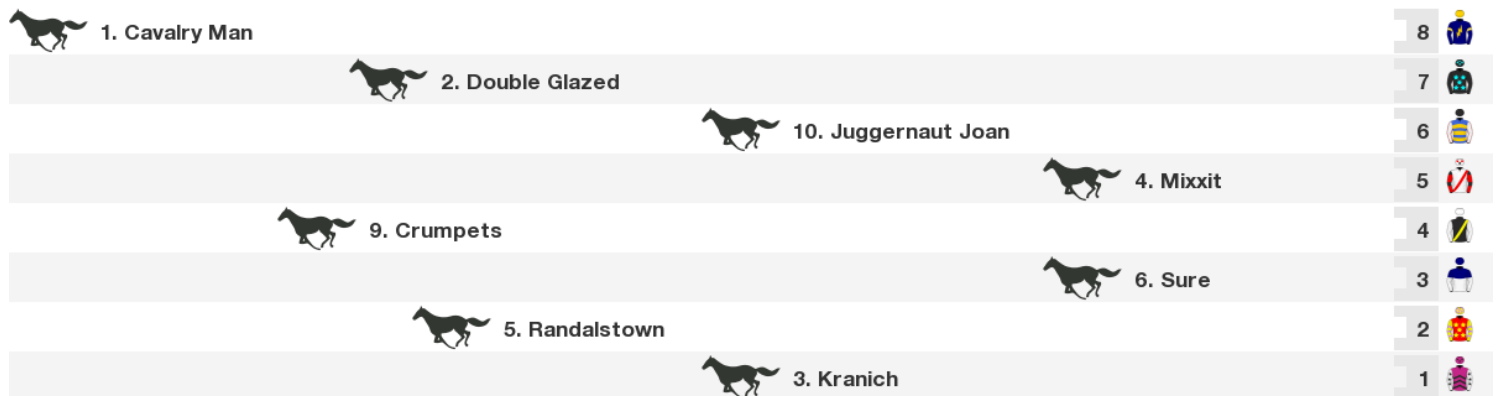 1. Cavalry Man 8
2. Double Glazed 7
10. Juggernaut Joan 6
4. Mixxit 5
9. Crumpets 4
6. Sure 3
5. Randalstown 2
3. Kranich 1